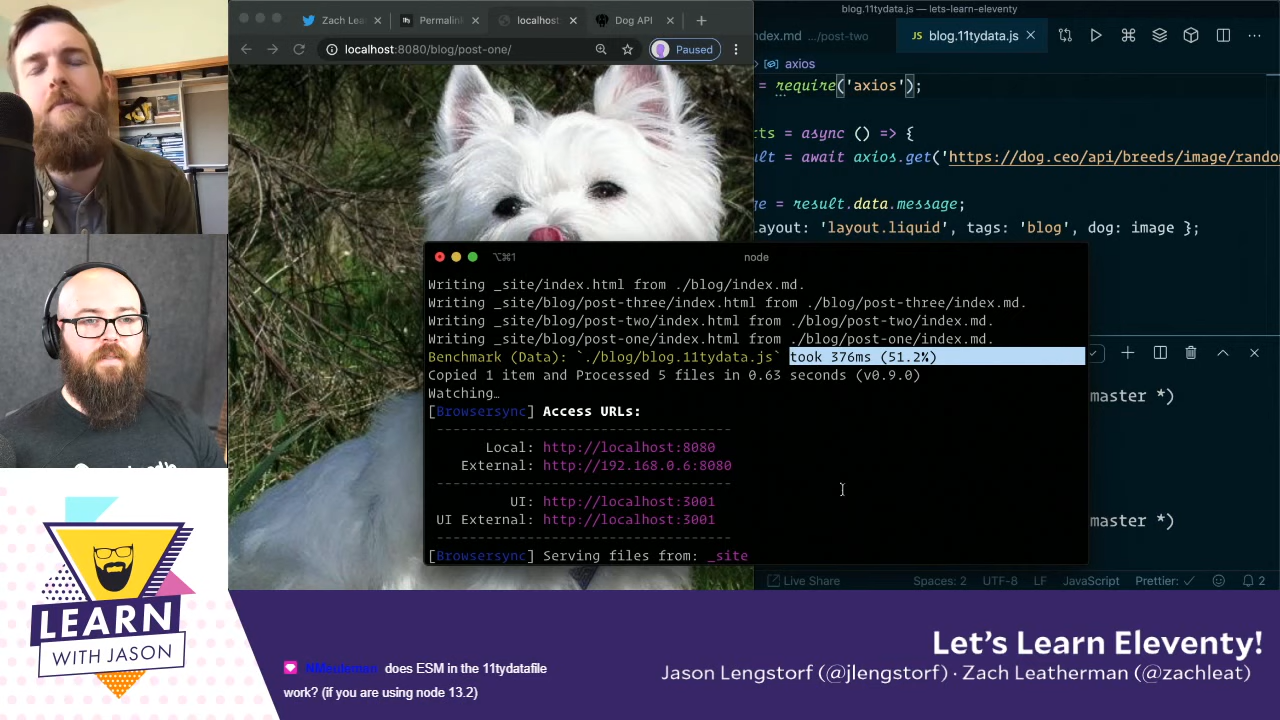 Zach Lea
Permalin
localhost:
Dog API
localhost:8080/blog/post-one/
Paused
blog.11tydata.js — lets-learn-eleventy
ndex.md .../post-two
JS blog.11tydata.js
axios
= require('axios');
rts = async () => {
ult = await axios.get('https://dog.ceo/api/breeds/image/rando
ge = result.data.message;
layout: 'layout.liquid', tags: 'blog', dog: image };
⌥⌘1
node
Writing _site/index.html from ./blog/index.md.
Writing _site/blog/post-three/index.html from ./blog/post-three/index.md.
Writing _site/blog/post-two/index.html from ./blog/post-two/index.md.
Writing _site/blog/post-one/index.html from ./blog/post-one/index.md.
Benchmark (Data): `./blog/blog.11tydata.js` took 376ms (51.2%)
Copied 1 item and Processed 5 files in 0.63 seconds (v0.9.0)
Watching…
[Browsersync] Access URLs:
Local: http://localhost:8080
External: http://192.168.0.6:8080
UI: http://localhost:3001
UI External: http://localhost:3001
[Browsersync] Serving files from: _site
master *)
master *)
Live Share
Spaces: 2
UTF-8
LF
JavaScript
Prettier: ✓
2
LEARN
WITH JASON
does ESM in the 11tydatafile
work? (if you are using node 13.2)
Let's Learn Eleventy!
Jason Lengstorf (@jlengstorf) · Zach Leatherman (@zachleat)